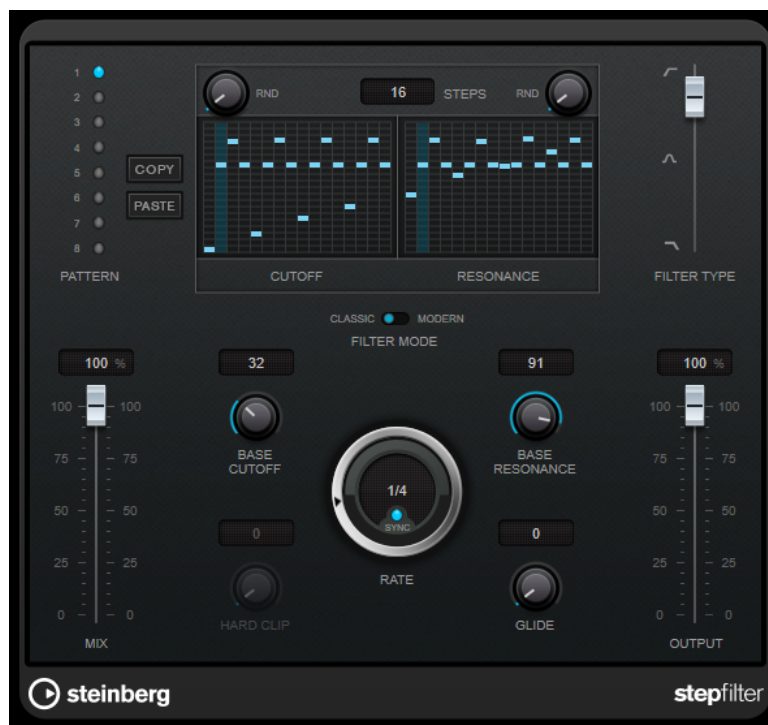 1
RND
16
STEPS
RND
2
3
4
5
6
7
8
COPY
PASTE
PATTERN
CUTOFF
RESONANCE
FILTER TYPE
CLASSIC
MODERN
FILTER MODE
100 %
32
91
100 %
100
100
75
75
50
50
25
25
0
0
MIX
BASE
CUTOFF
BASE
RESONANCE
1/4
SYNC
RATE
0
HARD CLIP
0
GLIDE
100
100
75
75
50
50
25
25
0
0
OUTPUT
steinberg
stepfilter